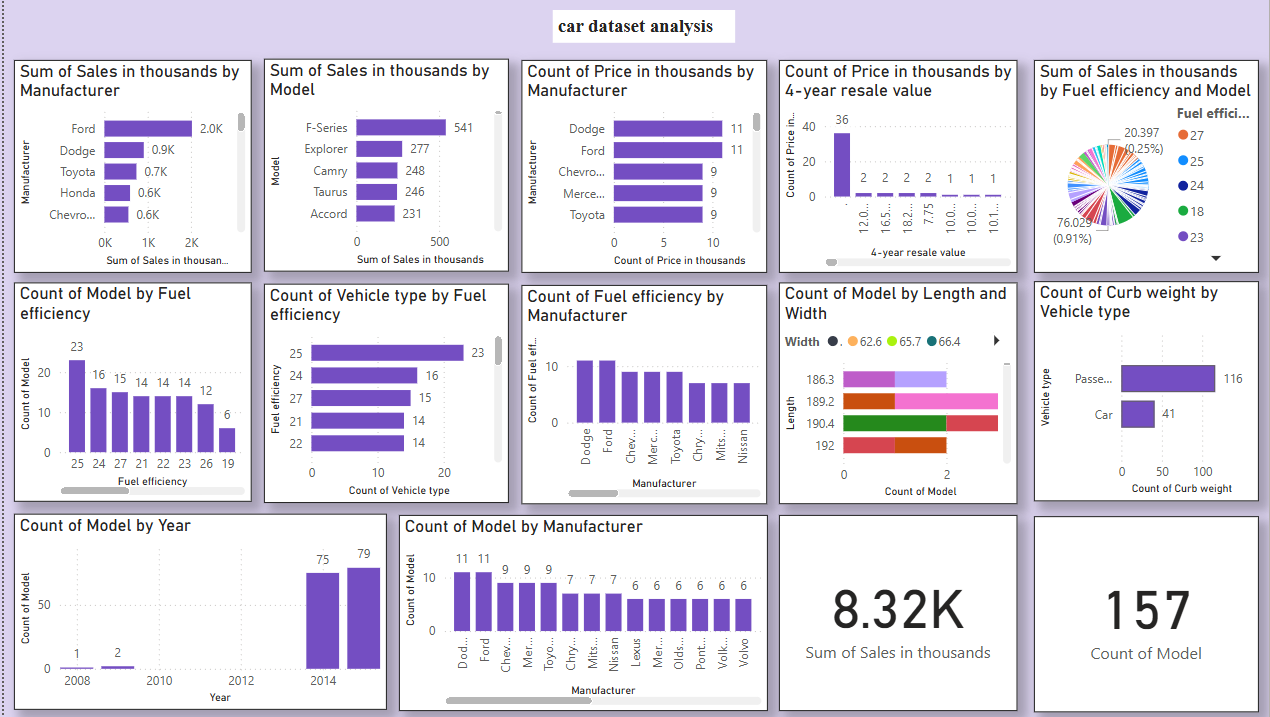 car dataset analysis
Sum of Sales in thousands by
Manufacturer
Manufacturer
Ford
2.0K
Dodge
0.9K
Toyota
0.7K
Honda
0.6K
Chevro...
0.6K
0K
1K
2K
Sum of Sales in thousan...
Sum of Sales in thousands by
Model
Model
F-Series
541
Explorer
277
Camry
248
Taurus
246
Accord
231
0
500
Sum of Sales in thousands
Count of Price in thousands by
Manufacturer
Manufacturer
Dodge
11
Ford
11
Chevro...
9
Merce...
9
Toyota
9
0
5
10
Count of Price in thousands
Count of Price in thousands by
4-year resale value
Count of Price in...
40
20
0
36
2
2
2
2
1
1
1
.
12.0...
16.5...
18.2...
7.75
10.0...
10.0...
10.1...
4-year resale value
Sum of Sales in thousands
by Fuel efficiency and Model
Fuel effici...
20.397
(0.25%)
76.029
(0.91%)
27
25
24
18
23
Count of Model by Fuel
efficiency
Count of Model
20
10
0
23
16
15
14
14
14
12
6
25
24
27
21
22
23
26
19
Fuel efficiency
Count of Vehicle type by Fuel
efficiency
Fuel efficiency
25
23
24
16
27
15
21
14
22
14
0
10
20
Count of Vehicle type
Count of Fuel efficiency by
Manufacturer
Count of Fuel eff...
10
0
Dodge
Ford
Chev...
Merc...
Toyota
Chry...
Mits...
Nissan
Manufacturer
Count of Model by Length and
Width
Width . 62.6 65.7 66.4
Length
186.3
189.2
190.4
192
0
2
Count of Model
Count of Curb weight by
Vehicle type
Vehicle type
Passe...
116
Car
41
0
50
100
Count of Curb weight
Count of Model by Year
Count of Model
50
0
1
2
75
79
2008
2010
2012
2014
Year
Count of Model by Manufacturer
Count of Model
10
0
11
11
9
9
9
7
7
7
6
6
6
6
6
6
Dod...
Ford
Chev...
Mer...
Toyo...
Chry...
Mits...
Nissan
Lexus
Mer...
Olds...
Pont...
Volk...
Volvo
Manufacturer
8.32K
Sum of Sales in thousands
157
Count of Model